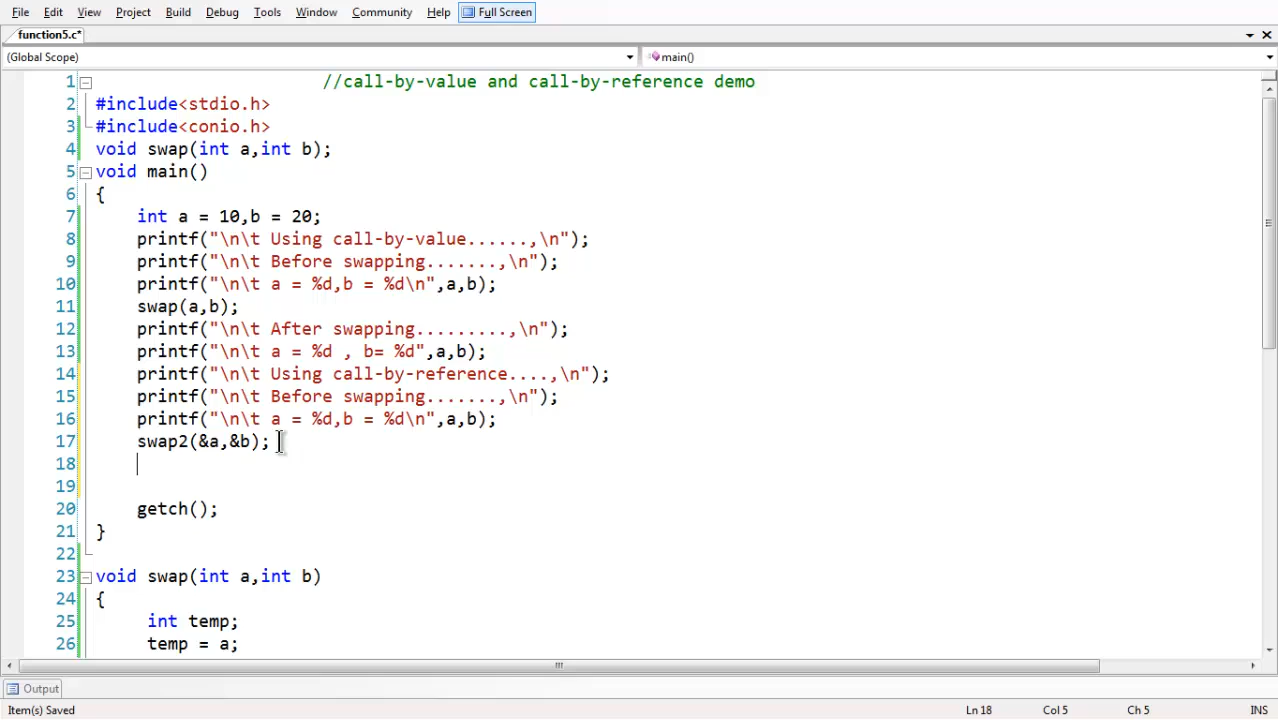 File Edit View Project Build Debug Tools Window Community Help Full Screen
function5.c*
(Global Scope) main()
1 //call-by-value and call-by-reference demo
2 #include<stdio.h>
3 #include<conio.h>
4 void swap(int a,int b);
5 void main()
6 {
7 int a = 10,b = 20;
8 printf("\n\t Using call-by-value......,\n");
9 printf("\n\t Before swapping.......,\n");
10 printf("\n\t a = %d,b = %d\n",a,b);
11 swap(a,b);
12 printf("\n\t After swapping.........,\n");
13 printf("\n\t a = %d , b= %d",a,b);
14 printf("\n\t Using call-by-reference....,\n");
15 printf("\n\t Before swapping.......,\n");
16 printf("\n\t a = %d,b = %d\n",a,b);
17 swap2(&a,&b);
18
19
20 getch();
21 }
22
23 void swap(int a,int b)
24 {
25 int temp;
26 temp = a;
Output
Item(s) Saved Ln 18 Col 5 Ch 5 INS